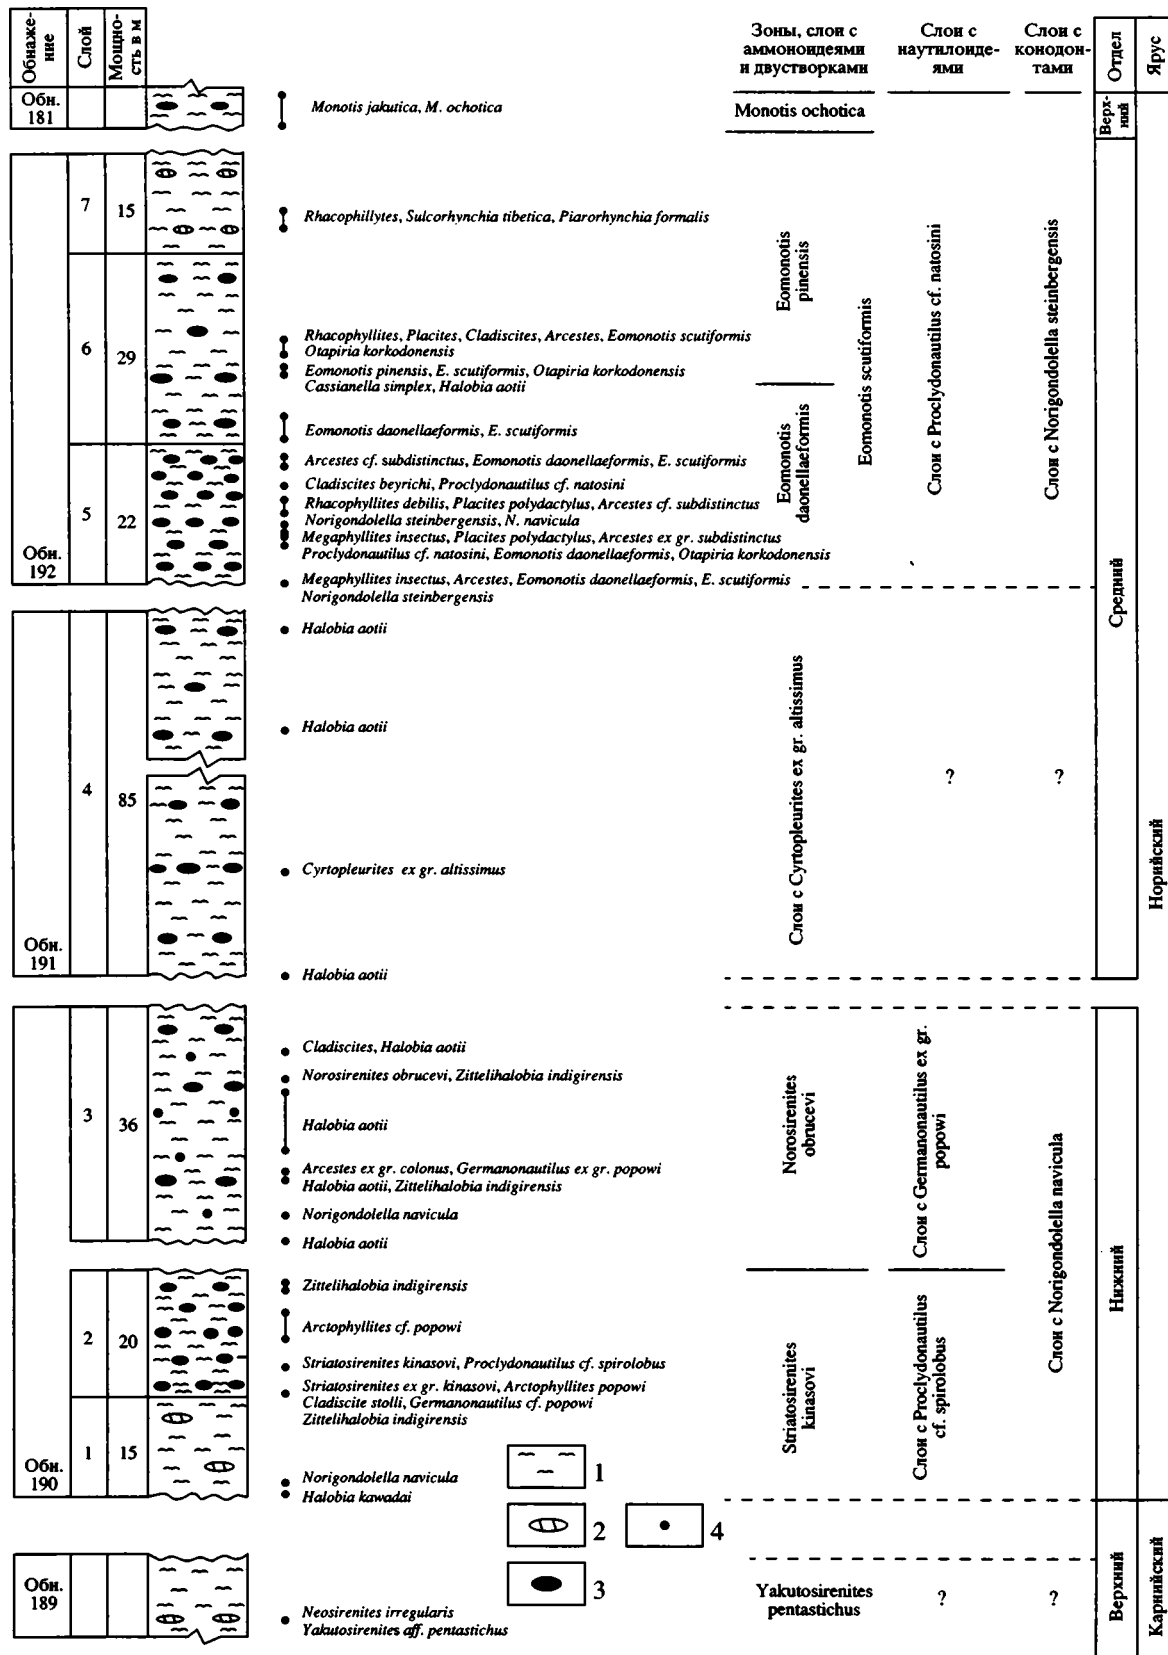 Обнаже-
ние
Слой
Мощно-
сть в м
Зоны, слои с
аммоноидеями
и двустворками
Слои с
наутилоиде-
ями
Слои с
конодон-
тами
Отдел
Ярус
Обн.
181
Monotis jakutica, M. ochotica
Monotis ochotica
Верх-
ний
7
15
Rhacophillytes, Sulcorhynchia tibetica, Piarorhynchia formalis
6
29
Rhacophyllites, Placites, Cladiscites, Arcestes, Eomonotis scutiformis
Otapiria korkodonensis
Eomonotis pinensis, E. scutiformis, Otapiria korkodonensis
Cassianella simplex, Halobia aotii
Eomonotis daonellaeformis, E. scutiformis
Eomonotis
pinensis
Eomonotis scutiformis
Eomonotis
daonellaeformis
Слои с Proclydonautilus cf. natosini
Слои с Norigondolella steinbergensis
Обн.
192
5
22
Arcestes cf. subdistinctus, Eomonotis daonellaeformis, E. scutiformis
Cladiscites beyrichi, Proclydonautilus cf. natosini
Rhacophyllites debilis, Placites polydactylus, Arcestes cf. subdistinctus
Norigondolella steinbergensis, N. navicula
Megaphyllites insectus, Placites polydactylus, Arcestes ex gr. subdistinctus
Proclydonautilus cf. natosini, Eomonotis daonellaeformis, Otapiria korkodonensis
Megaphyllites insectus, Arcestes, Eomonotis daonellaeformis, E. scutiformis
Norigondolella steinbergensis
Средний
Обн.
191
4
85
Halobia aotii
Halobia aotii
Cyrtopleurites ex gr. altissimus
Halobia aotii
Слои с Cyrtopleurites ex gr. altissimus
?
?
Норийский
3
36
Cladiscites, Halobia aotii
Norosirenites obrucevi, Zittelihalobia indigirensis
Halobia aotii
Arcestes ex gr. colonus, Germanonautilus ex gr. popowi
Halobia aotii, Zittelihalobia indigirensis
Norigondolella navicula
Halobia aotii
Norosirenites
obrucevi
Слои с Germanonautilus ex gr.
popowi
Слои с Norigondolella navicula
Нижний
2
20
Zittelihalobia indigirensis
Arctophyllites cf. popowi
Striatosirenites kinasovi, Proclydonautilus cf. spirolobus
Striatosirenites ex gr. kinasovi, Arctophyllites popowi
Cladiscite stolli, Germanonautilus cf. popowi
Zittelihalobia indigirensis
Striatosirenites
kinasovi
Слои с Proclydonautilus
cf. spirolobus
Обн.
190
1
15
Norigondolella navicula
Halobia kawadai
1
2
4
3
Обн.
189
Neosirenites irregularis
Yakutosirenites aff. pentastichus
Yakutosirenites
pentastichus
?
?
Верхний
Карнийский